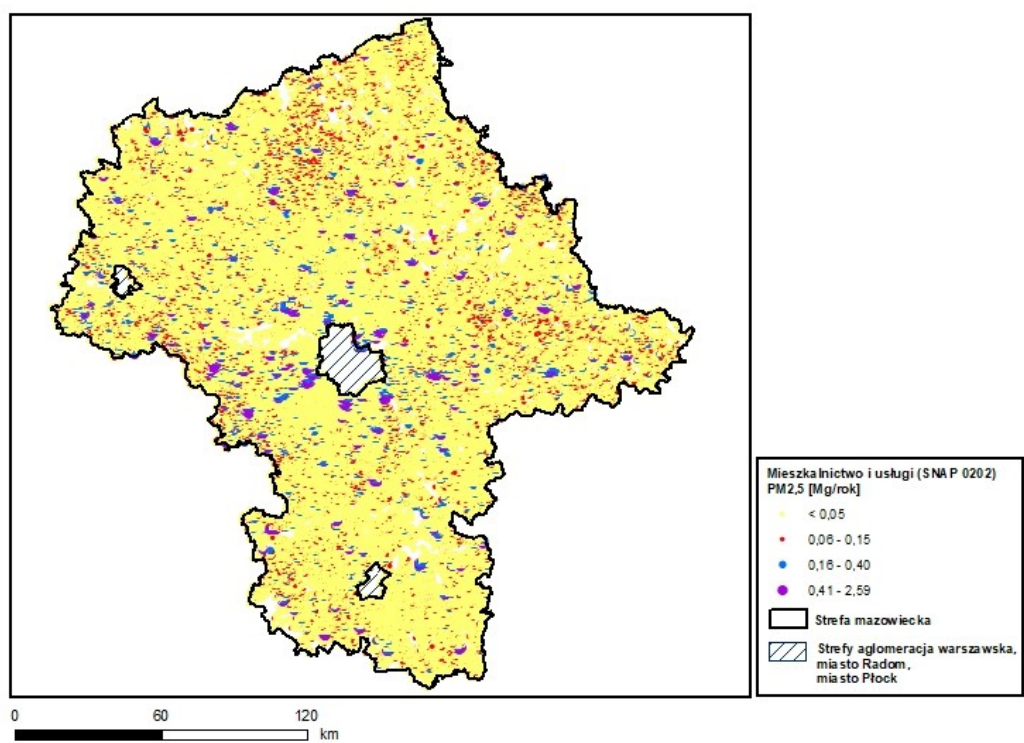 Mieszkalnictwo i usługi (SNAP 0202)
PM2,5 [Mg/rok]
< 0,05
0,06 - 0,15
0,16 - 0,40
0,41 - 2,59
Strefa mazowiecka
Strefy aglomeracja warszawska,
miasto Radom,
miasto Płock
0 60 120
km